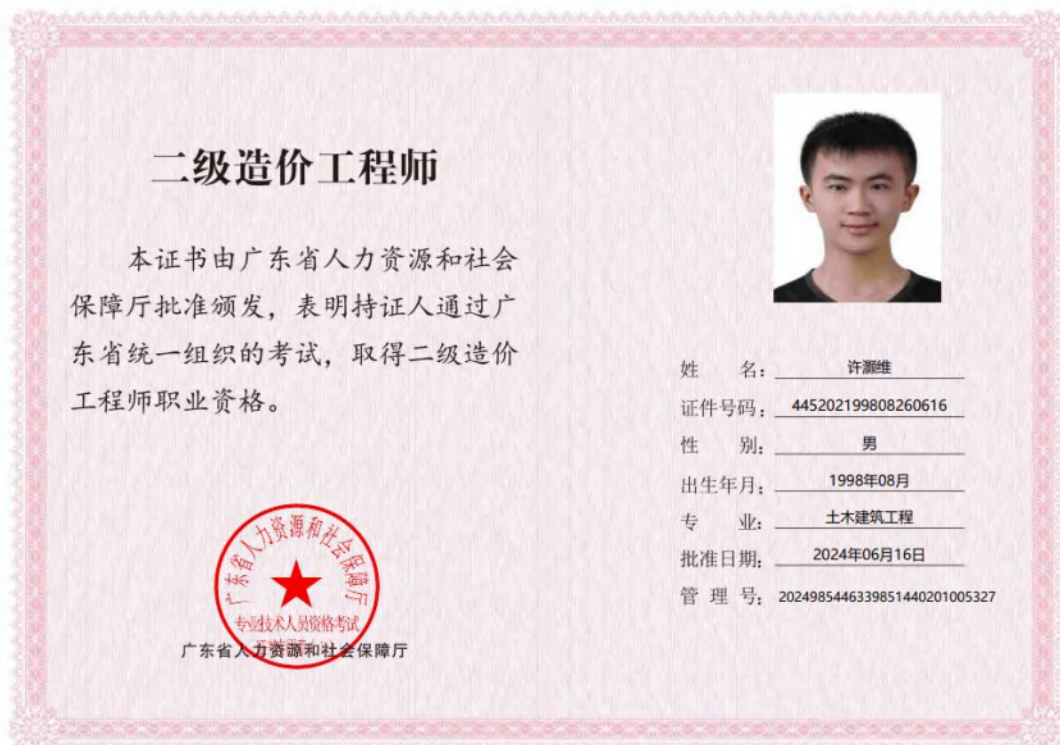 二级造价工程师
本证书由广东省人力资源和社会
保障厅批准颁发，表明持证人通过广
东省统一组织的考试，取得二级造价
工程师职业资格。
广东省人力资源和社会保障厅
专业技术人员资格考试
广东省人力资源和社会保障厅
姓 名：许灏维
证件号码：445202199808260616
性 别：男
出生年月：1998年08月
专 业：土木建筑工程
批准日期：2024年06月16日
管 理 号：2024985446339851440201005327